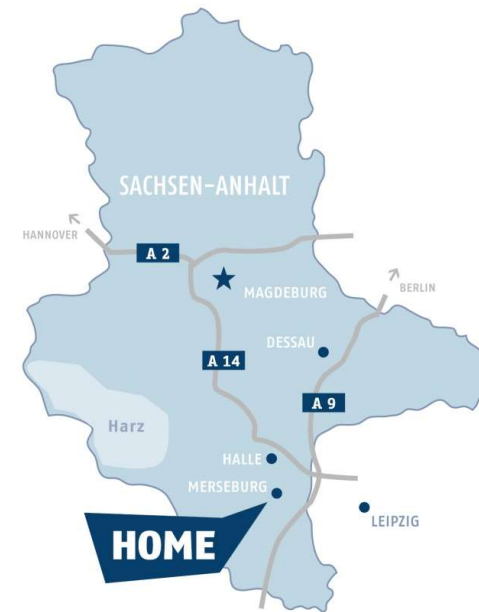 SACHSEN-ANHALT
HANNOVER
A 2
BERLIN
MAGDEBURG
DESSAU
A 14
A 9
Harz
HALLE
MERSEBURG
LEIPZIG
HOME